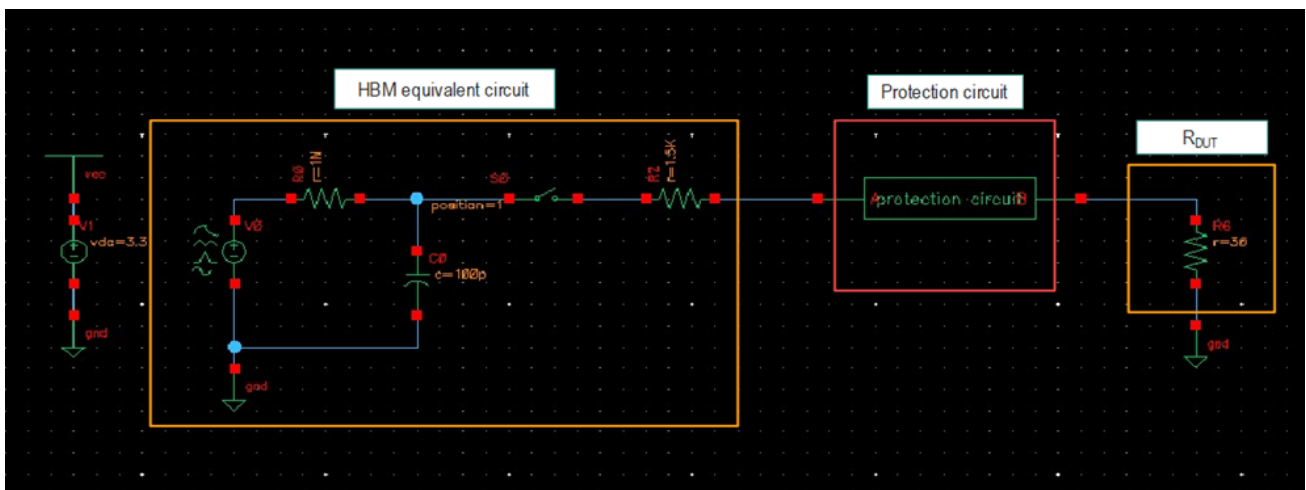 HBM equivalent circuit
Protection circuit
R_DUT
vcc
V1
vdc=3.3
gnd
V0
R0
r=1M
C0
c=100p
position=1
S0
R2
r=1.5K
gnd
A
protection circuit
B
R6
r=30
gnd